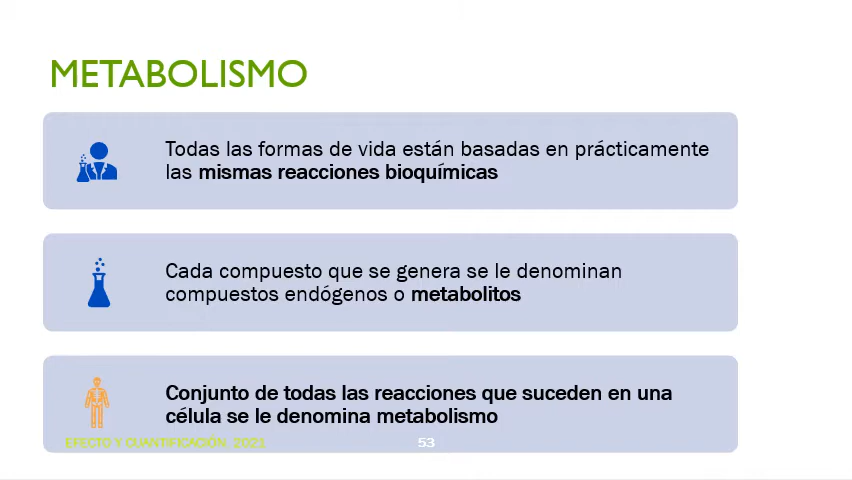 METABOLISMO
Todas las formas de vida están basadas en prácticamente
las mismas reacciones bioquímicas
Cada compuesto que se genera se le denominan
compuestos endógenos o metabolitos
Conjunto de todas las reacciones que suceden en una
célula se le denomina metabolismo
EFECTO Y CUANTIFICACIÓN 2021 53